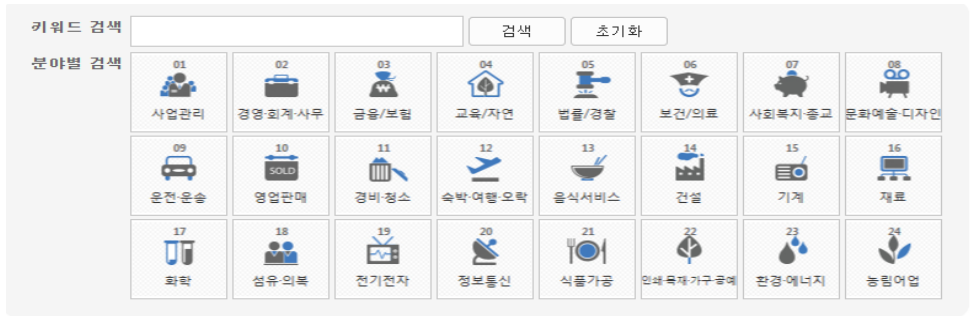 키워드 검색 검색 초기화
분야별 검색
01 02 03 04 05 06 07 08
사업관리 경영·회계·사무 금융/보험 교육/자연 법률/경찰 보건/의료 사회복지·종교 문화예술·디자인
09 10 11 12 13 14 15 16
SOLD
운전·운송 영업판매 경비·청소 숙박·여행·오락 음식서비스 건설 기계 재료
17 18 19 20 21 22 23 24
화학 섬유·의복 전기전자 정보통신 식품가공 인쇄·목재·가구·공예 환경·에너지 농림어업